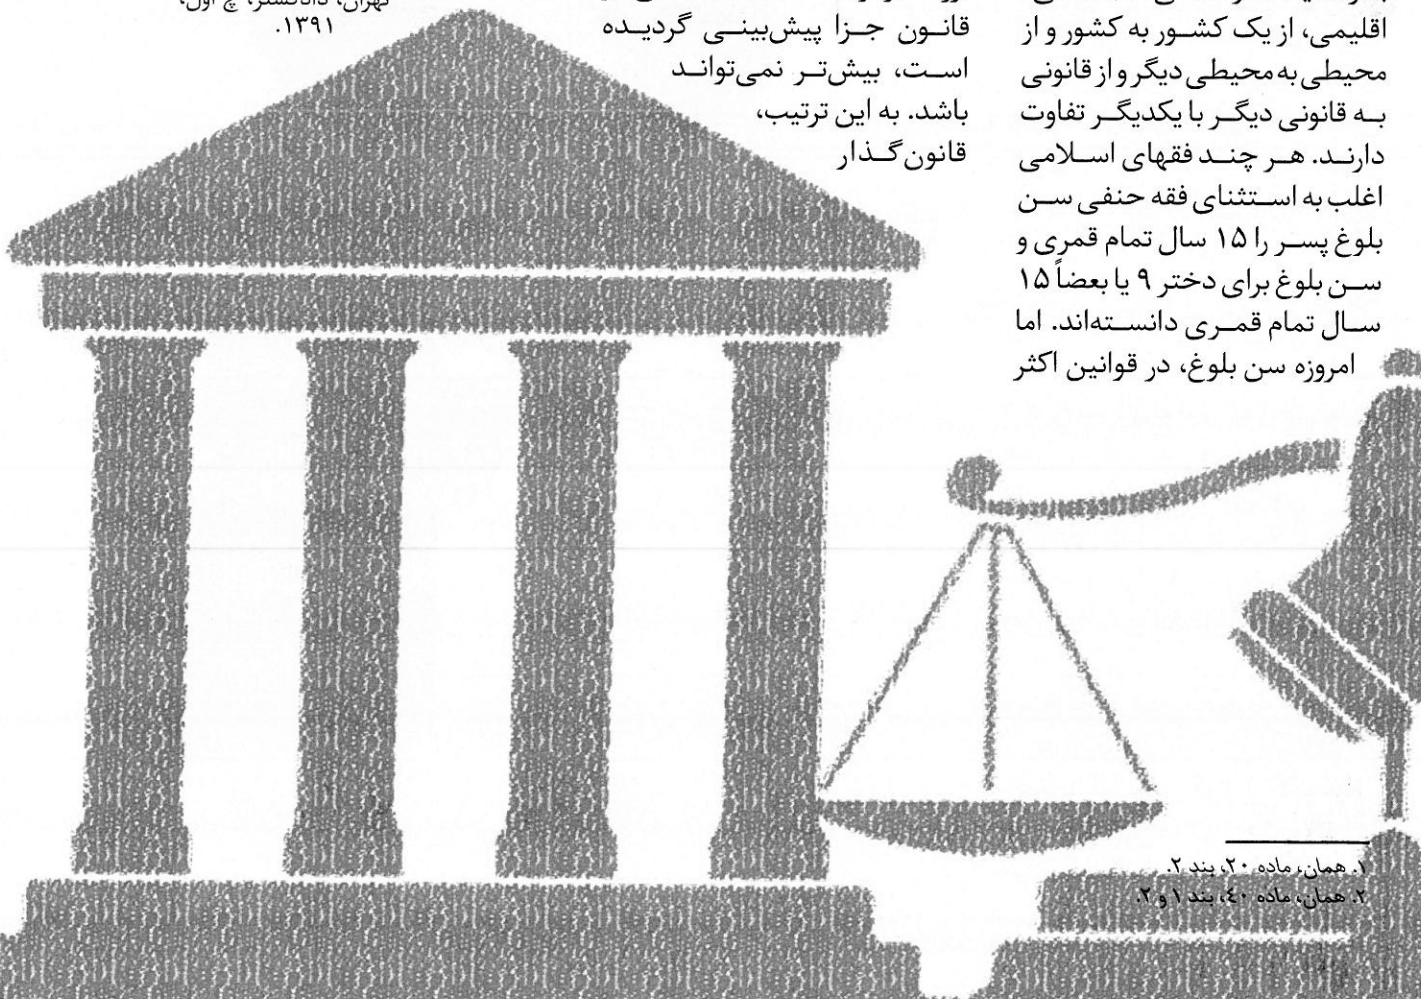 اقلیمی، از یک کشور به کشور و از
محیطی به محیطی دیگر و از قانونی
به قانونی دیگر با یکدیگر تفاوت
دارند. هر چند فقهای اسلامی
اغلب به استثنای فقه حنفی سن
بلوغ پسر را ۱۵ سال تمام قمری و
سن بلوغ برای دختر ۹ یا بعضاً ۱۵
سال تمام قمری دانسته‌اند. اما
امروزه سن بلوغ، در قوانین اکثر
۱. همان، ماده ۲۰، بند ۲.
۲. همان، ماده ۴۰، بند ۱ و ۲.
قانون جزا پیش‌بینی گردیده
است، بیش‌تر نمی‌تواند
باشد. به این ترتیب،
قانون‌گذار
تهران، دادگستر، چ اول،
۱۳۹۱.